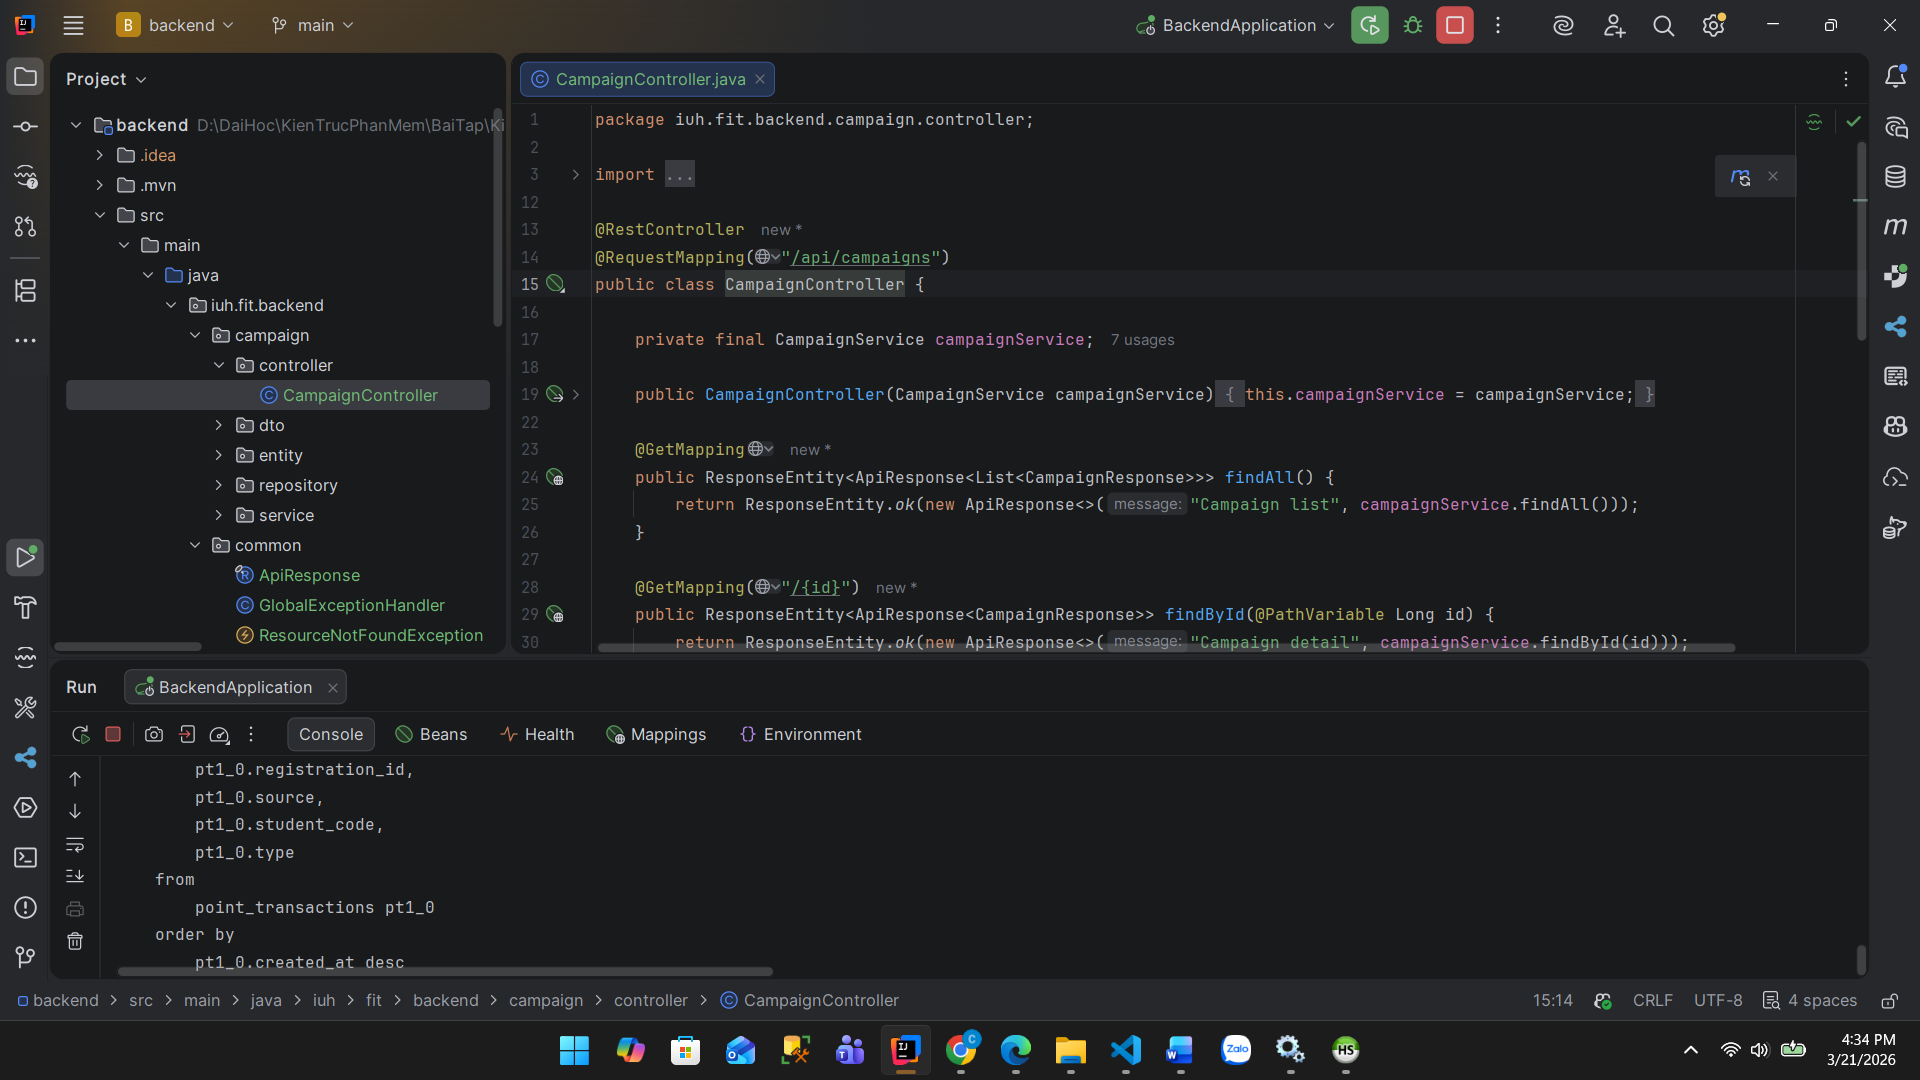 B backend
main
BackendApplication
Project
CampaignController.java
backend D:\DaiHoc\KienTrucPhanMem\BaiTap\Ki
.idea
.mvn
src
main
java
iuh.fit.backend
campaign
controller
CampaignController
dto
entity
repository
service
common
ApiResponse
GlobalExceptionHandler
ResourceNotFoundException
1 package iuh.fit.backend.campaign.controller;
2
3 import ...
12
13 @RestController new *
14 @RequestMapping("/api/campaigns")
15 public class CampaignController {
16
17 private final CampaignService campaignService; 7 usages
18
19 public CampaignController(CampaignService campaignService) { this.campaignService = campaignService; }
22
23 @GetMapping new *
24 public ResponseEntity<ApiResponse<List<CampaignResponse>>> findAll() {
25 return ResponseEntity.ok(new ApiResponse<>( message: "Campaign list", campaignService.findAll()));
26 }
27
28 @GetMapping("/{id}") new *
29 public ResponseEntity<ApiResponse<CampaignResponse>> findById(@PathVariable Long id) {
30 return ResponseEntity.ok(new ApiResponse<>( message: "Campaign detail", campaignService.findById(id)));
Run BackendApplication
Console Beans Health Mappings Environment
pt1_0.registration_id,
pt1_0.source,
pt1_0.student_code,
pt1_0.type
from
point_transactions pt1_0
order by
pt1_0.created_at desc
backend > src > main > java > iuh > fit > backend > campaign > controller > CampaignController
15:14 CRLF UTF-8 4 spaces
Zalo
HS
4:34 PM
3/21/2026